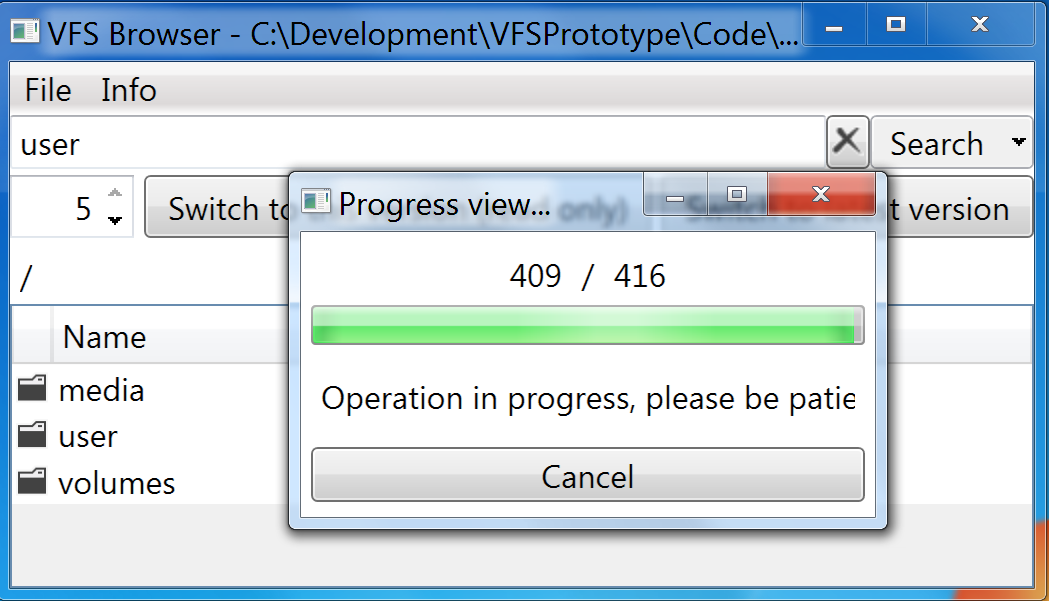 VFS Browser - C:\Development\VFSPrototype\Code\...
File Info
user
Search
5
Switch to
only)
t version
Progress view...
/
409 / 416
Name
Operation in progress, please be patie
media
user
volumes
Cancel